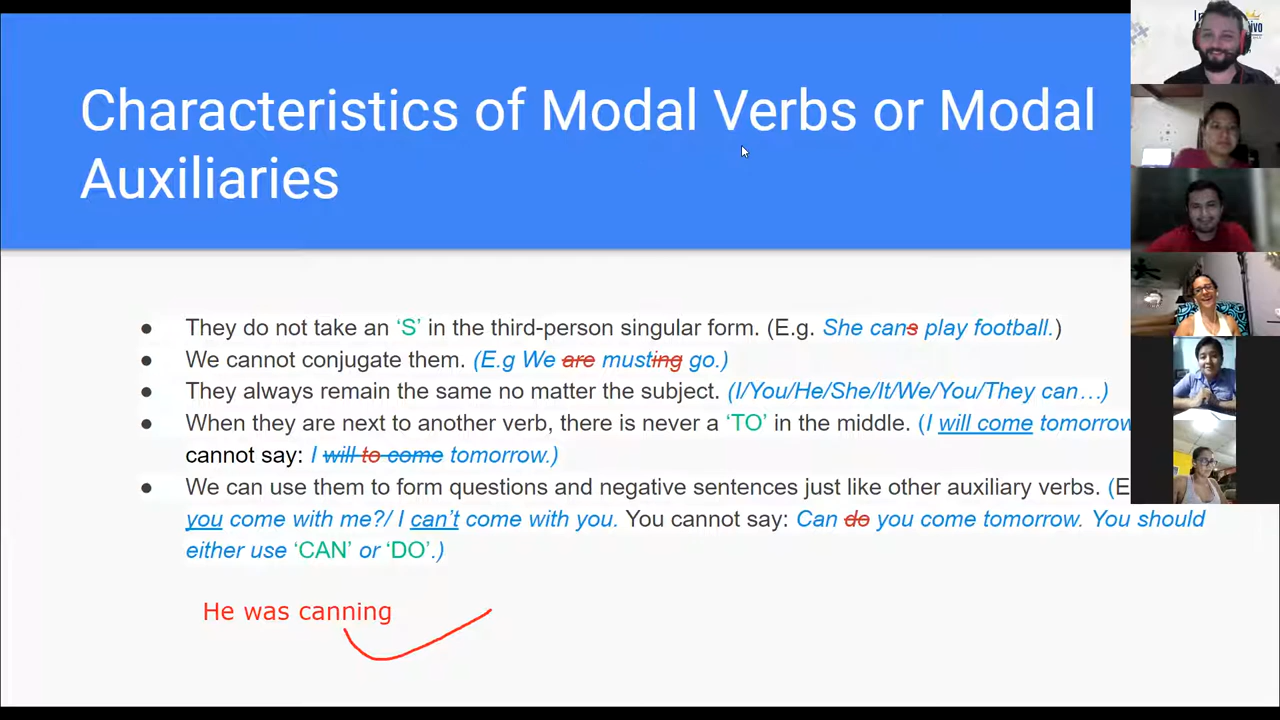 Characteristics of Modal Verbs or Modal
Auxiliaries
● They do not take an ‘S’ in the third-person singular form. (E.g. She cans play football.)
● We cannot conjugate them. (E.g We are musting go.)
● They always remain the same no matter the subject. (I/You/He/She/It/We/You/They can…)
● When they are next to another verb, there is never a ‘TO’ in the middle. (I will come tomorrow
cannot say: I will to come tomorrow.)
● We can use them to form questions and negative sentences just like other auxiliary verbs. (E
you come with me?/ I can’t come with you. You cannot say: Can do you come tomorrow. You should
either use ‘CAN’ or ‘DO’.)
He was canning